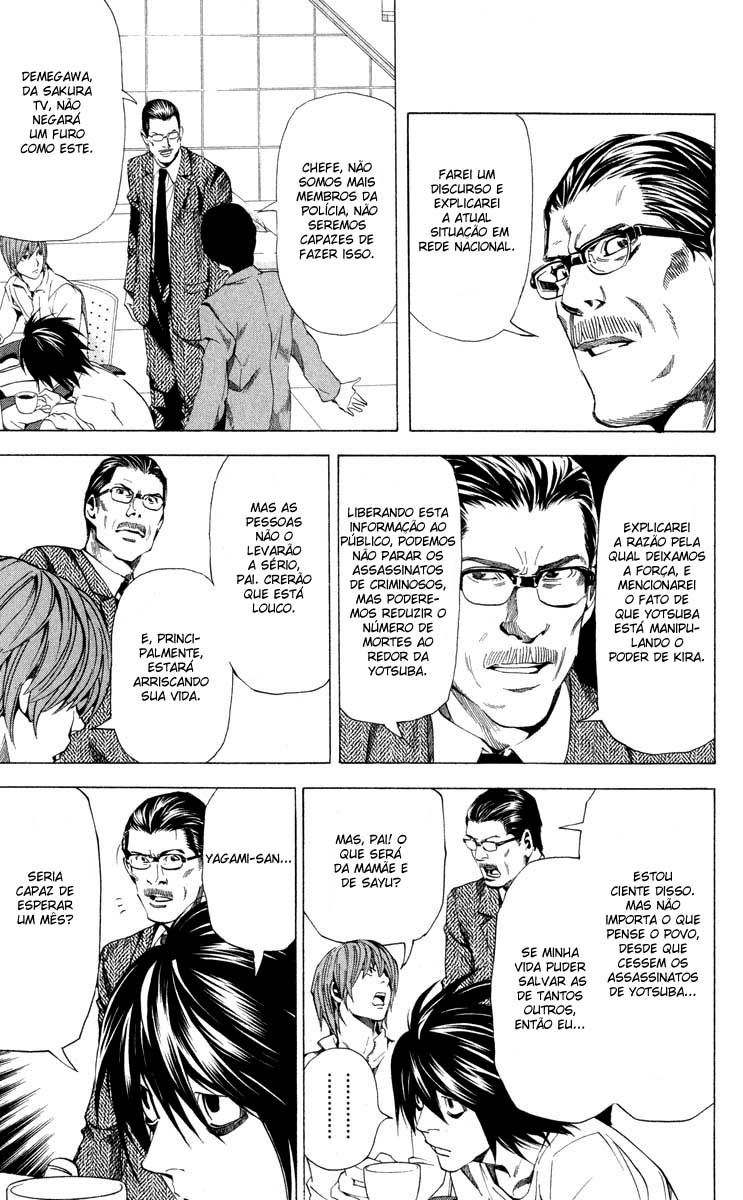 FAREI UM
DISCURSO E
EXPLICAREI
A ATUAL
SITUAÇÃO EM
REDE NACIONAL.
CHEFE, NÃO
SOMOS MAIS
MEMBROS DA
POLÍCIA, NÃO
SEREMOS
CAPAZES DE
FAZER ISSO.
DEMEGAWA,
DA SAKURA
TV, NÃO
NEGARÁ
UM FURO
COMO ESTE.
EXPLICAREI
A RAZÃO PELA
QUAL DEIXAMOS
A FORÇA, E
MENCIONAREI
O FATO DE
QUE YOTSUBA
ESTÁ MANIPU-
LANDO O
PODER DE KIRA.
LIBERANDO ESTA
INFORMAÇÃO AO
PÚBLICO, PODEMOS
NÃO PARAR OS
ASSASSINATOS
DE CRIMINOSOS,
MAS PODERE-
MOS REDUZIR O
NÚMERO DE
MORTES AO
REDOR DA
YOTSUBA.
MAS AS
PESSOAS
NÃO O
LEVARÃO
A SÉRIO,
PAI. CRERÃO
QUE ESTÁ
LOUCO.
E, PRINCI-
PALMENTE,
ESTARÁ
ARRISCANDO
SUA VIDA.
ESTOU
CIENTE DISSO.
MAS NÃO
IMPORTA O QUE
PENSE O POVO,
DESDE QUE
CESSEM OS
ASSASSINATOS
DE YOTSUBA...
SE MINHA
VIDA PUDER
SALVAR AS
DE TANTOS
OUTROS,
ENTÃO EU...
MAS, PAI! O
QUE SERÁ
DA MAMÃE E
DE SAYU?
.........
YAGAMI-SAN...
SERIA
CAPAZ DE
ESPERAR
UM MÊS?